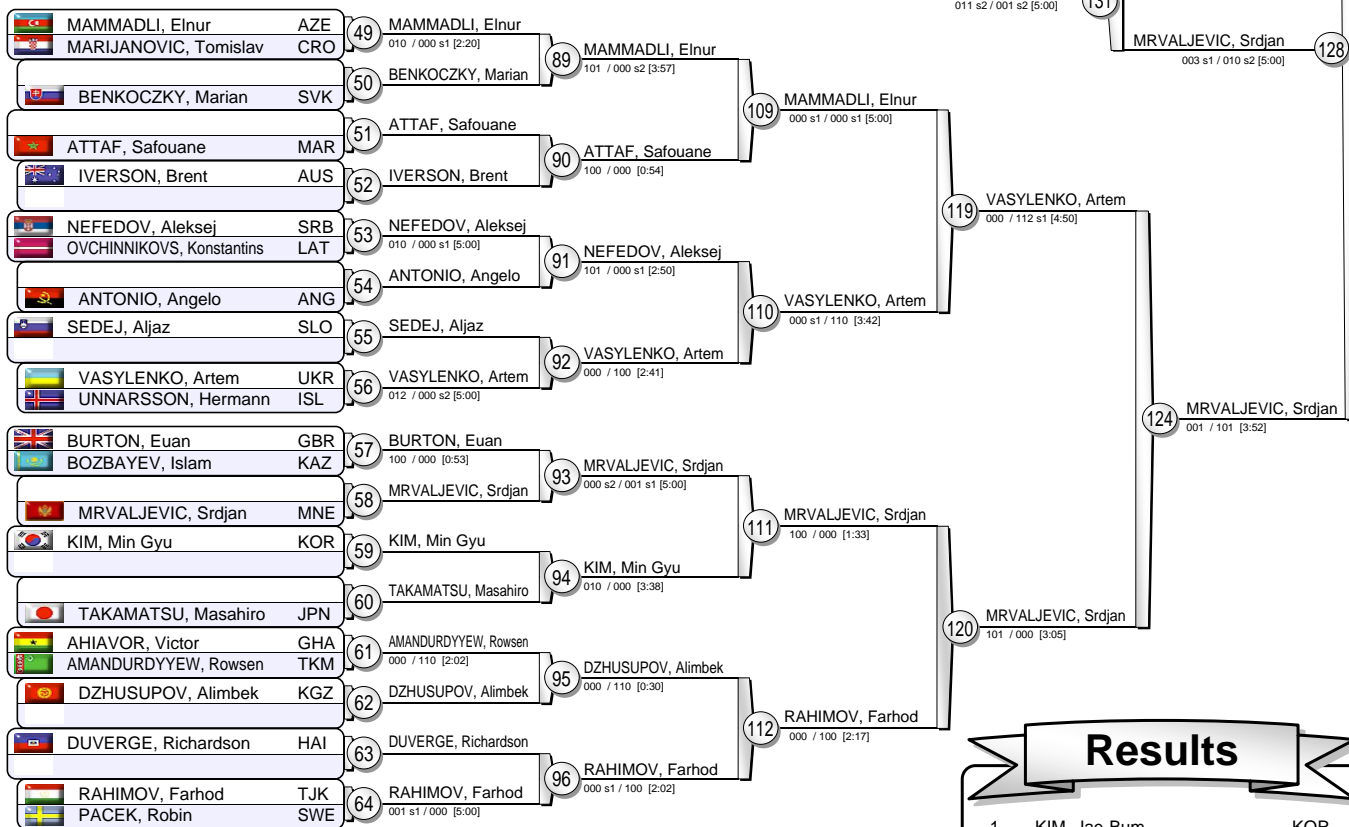 011 s2 / 001 s2 [5:00]
131
MRVALJEVIC, Srdjan
003 s1 / 010 s2 [5:00]
128
MAMMADLI, Elnur AZE
MARIJANOVIC, Tomislav CRO
49
MAMMADLI, Elnur
010 / 000 s1 [2:20]
BENKOCZKY, Marian SVK
50
BENKOCZKY, Marian
89
MAMMADLI, Elnur
101 / 000 s2 [3:57]
ATTAF, Safouane MAR
51
ATTAF, Safouane
IVERSON, Brent AUS
52
IVERSON, Brent
90
ATTAF, Safouane
100 / 000 [0:54]
109
MAMMADLI, Elnur
000 s1 / 000 s1 [5:00]
NEFEDOV, Aleksej SRB
OVCHINNIKOVS, Konstantins LAT
53
NEFEDOV, Aleksej
010 / 000 s1 [5:00]
ANTONIO, Angelo ANG
54
ANTONIO, Angelo
91
NEFEDOV, Aleksej
101 / 000 s1 [2:50]
SEDEJ, Aljaz SLO
55
SEDEJ, Aljaz
VASYLENKO, Artem UKR
UNNARSSON, Hermann ISL
56
VASYLENKO, Artem
012 / 000 s2 [5:00]
92
VASYLENKO, Artem
000 / 100 [2:41]
110
VASYLENKO, Artem
000 s1 / 110 [3:42]
119
VASYLENKO, Artem
000 / 112 s1 [4:50]
BURTON, Euan GBR
BOZBAYEV, Islam KAZ
57
BURTON, Euan
100 / 000 [0:53]
MRVALJEVIC, Srdjan MNE
58
MRVALJEVIC, Srdjan
93
MRVALJEVIC, Srdjan
000 s2 / 001 s1 [5:00]
KIM, Min Gyu KOR
59
KIM, Min Gyu
TAKAMATSU, Masahiro JPN
60
TAKAMATSU, Masahiro
94
KIM, Min Gyu
010 / 000 [3:38]
111
MRVALJEVIC, Srdjan
100 / 000 [1:33]
AHIAVOR, Victor GHA
AMANDURDYYEW, Rowsen TKM
61
AMANDURDYYEW, Rowsen
000 / 110 [2:02]
DZHUSUPOV, Alimbek KGZ
62
DZHUSUPOV, Alimbek
95
DZHUSUPOV, Alimbek
000 / 110 [0:30]
DUVERGE, Richardson HAI
63
DUVERGE, Richardson
RAHIMOV, Farhod TJK
PACEK, Robin SWE
64
RAHIMOV, Farhod
001 s1 / 000 [5:00]
96
RAHIMOV, Farhod
000 s1 / 100 [2:02]
112
RAHIMOV, Farhod
000 / 100 [2:17]
120
MRVALJEVIC, Srdjan
101 / 000 [3:05]
124
MRVALJEVIC, Srdjan
001 / 101 [3:52]
Results
1 KIM, Jae-Bum KOR